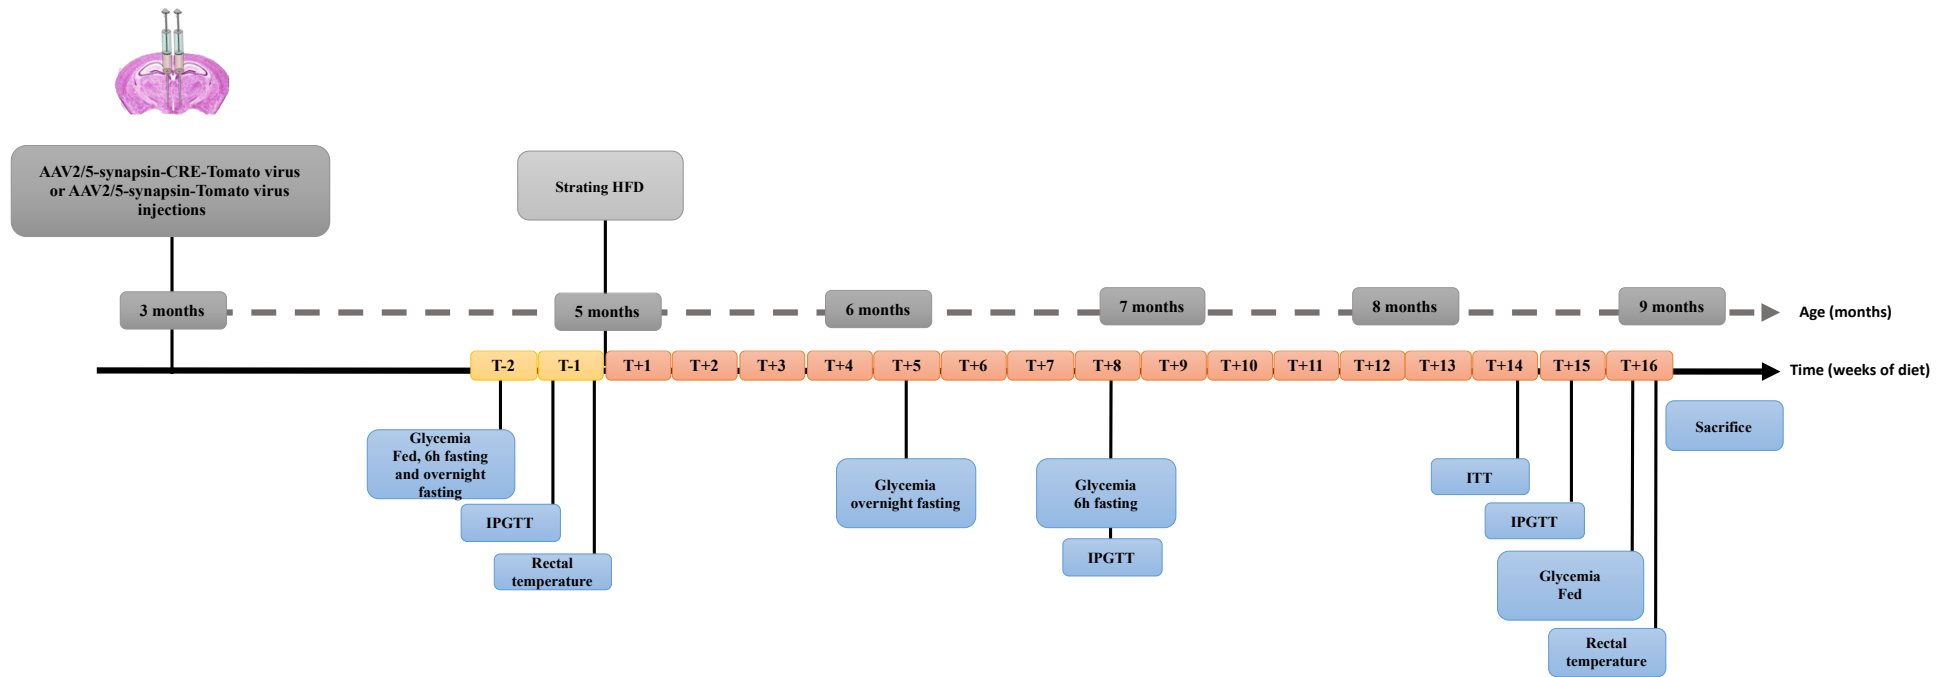 AAV2/5-synapsin-CRE-Tomato virus
or AAV2/5-synapsin-Tomato virus
injections
Strating HFD
3 months
5 months
6 months
7 months
8 months
9 months
Age (months)
T-2
T-1
T+1
T+2
T+3
T+4
T+5
T+6
T+7
T+8
T+9
T+10
T+11
T+12
T+13
T+14
T+15
T+16
Time (weeks of diet)
Glycemia
Fed, 6h fasting
and overnight
fasting
IPGTT
Rectal
temperature
Glycemia
overnight fasting
Glycemia
6h fasting
IPGTT
ITT
IPGTT
Glycemia
Fed
Rectal
temperature
Sacrifice